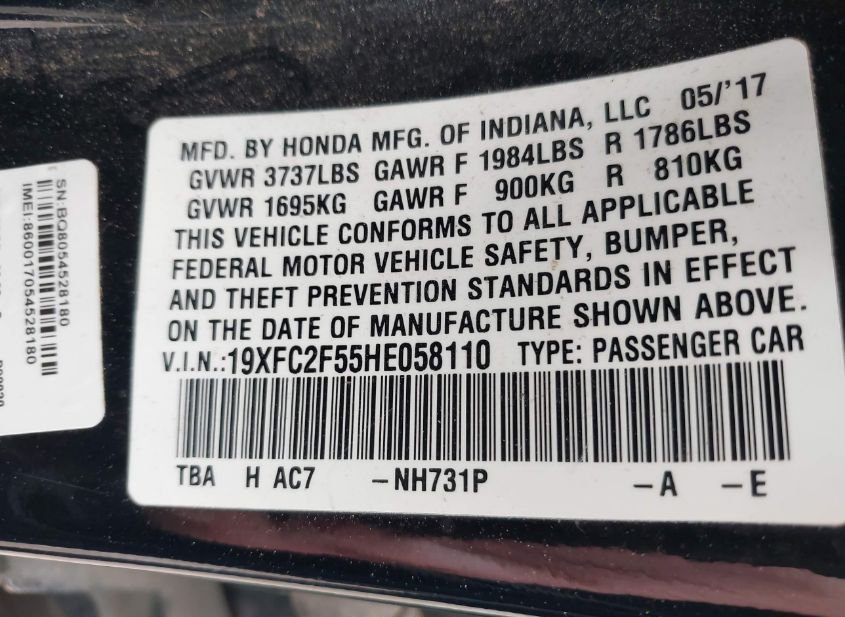 MFD. BY HONDA MFG. OF INDIANA, LLC 05/'17
GVWR 3737LBS GAWR F 1984LBS R 1786LBS
GVWR 1695KG GAWR F 900KG R 810KG
THIS VEHICLE CONFORMS TO ALL APPLICABLE
FEDERAL MOTOR VEHICLE SAFETY, BUMPER,
AND THEFT PREVENTION STANDARDS IN EFFECT
ON THE DATE OF MANUFACTURE SHOWN ABOVE.
V.I.N.:19XFC2F55HE058110 TYPE: PASSENGER CAR
TBA H AC7 -NH731P -A -E
SN:BQ8054528180
IMEI:860017054528180